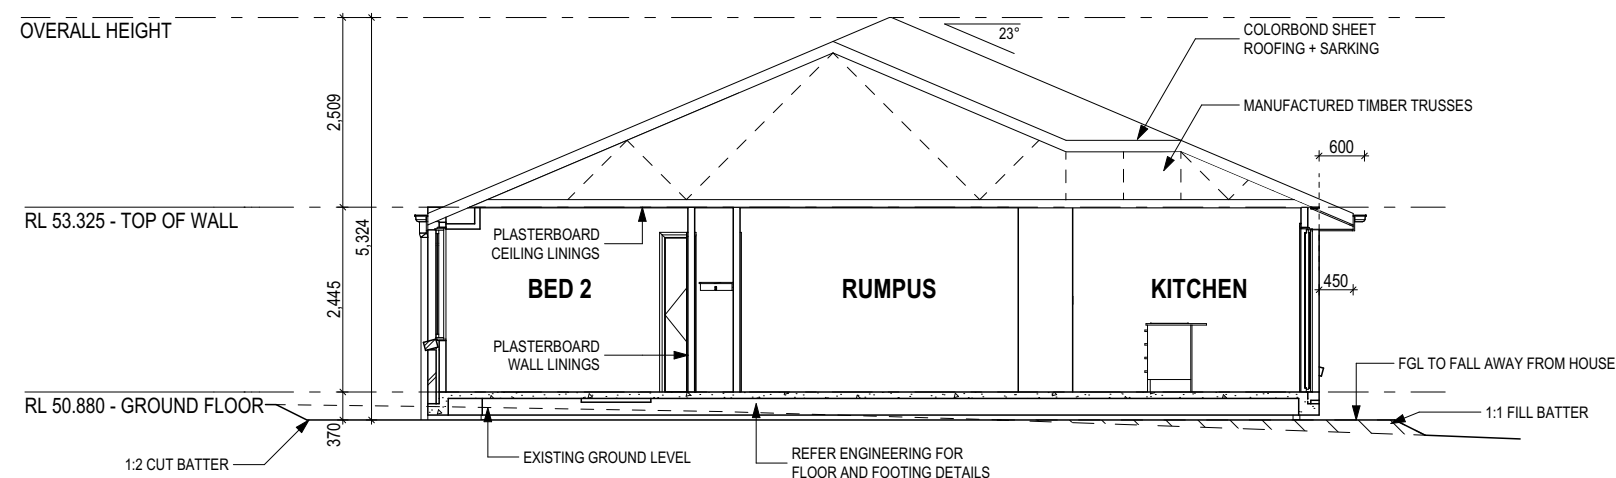 OVERALL HEIGHT
23°
COLORBOND SHEET
ROOFING + SARKING
2,509
MANUFACTURED TIMBER TRUSSES
600
RL 53.325 - TOP OF WALL
5,324
PLASTERBOARD
CEILING LININGS
2,445
BED 2
RUMPUS
KITCHEN
450
PLASTERBOARD
WALL LININGS
FGL TO FALL AWAY FROM HOUSE
RL 50.880 - GROUND FLOOR
370
1:1 FILL BATTER
1:2 CUT BATTER
EXISTING GROUND LEVEL
REFER ENGINEERING FOR
FLOOR AND FOOTING DETAILS